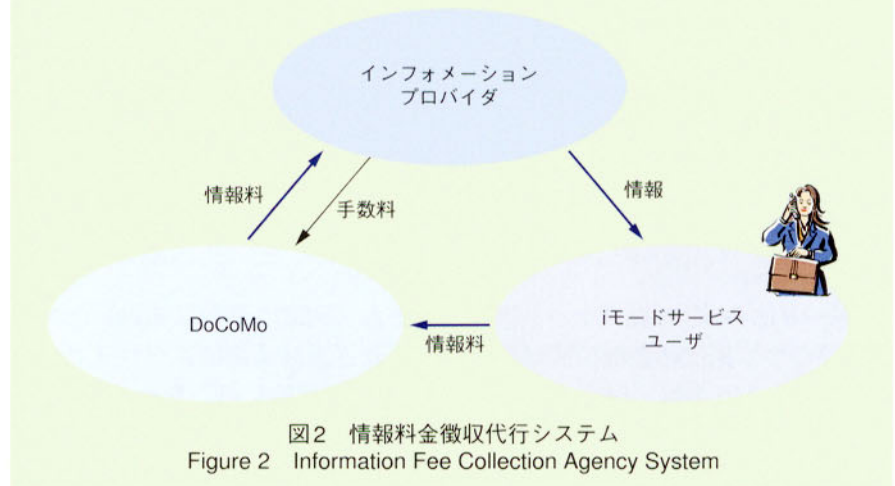 インフォメーション
プロバイダ
情報料
手数料
情報
DoCoMo
iモードサービス
ユーザ
情報料
図2 情報料金徴収代行システム
Figure 2 Information Fee Collection Agency System